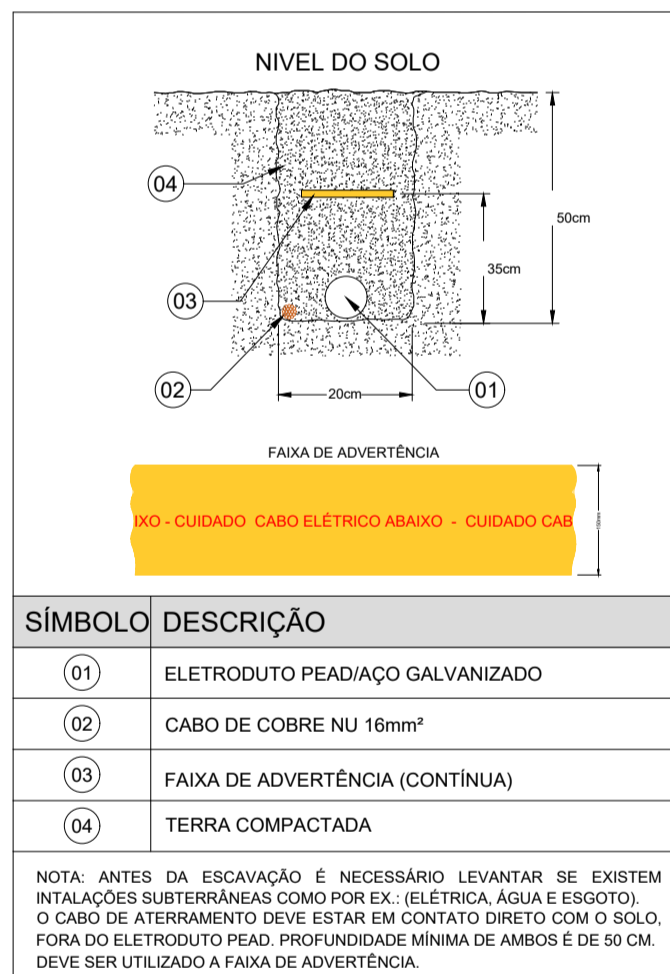 NIVEL DO SOLO
04
50cm
35cm
03
02
20cm
01
FAIXA DE ADVERTÊNCIA
IXO - CUIDADO CABO ELÉTRICO ABAIXO - CUIDADO CAB
SÍMBOLO DESCRIÇÃO
01 ELETRODUTO PEAD/AÇO GALVANIZADO
02 CABO DE COBRE NU 16mm²
03 FAIXA DE ADVERTÊNCIA (CONTÍNUA)
04 TERRA COMPACTADA
NOTA: ANTES DA ESCAVAÇÃO É NECESSÁRIO LEVANTAR SE EXISTEM
INTALAÇÕES SUBTERRÂNEAS COMO POR EX.: (ELÉTRICA, ÁGUA E ESGOTO).
O CABO DE ATERRAMENTO DEVE ESTAR EM CONTATO DIRETO COM O SOLO,
FORA DO ELETRODUTO PEAD. PROFUNDIDADE MÍNIMA DE AMBOS É DE 50 CM.
DEVE SER UTILIZADO A FAIXA DE ADVERTÊNCIA.